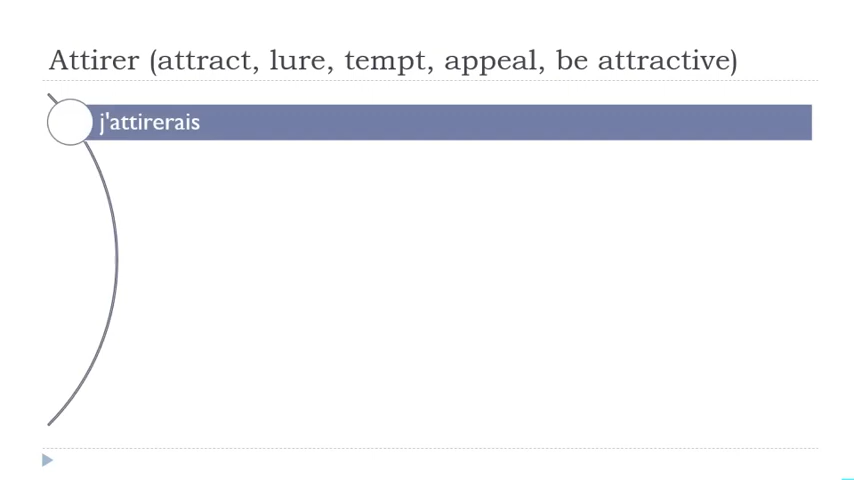 Attirer (attract, lure, tempt, appeal, be attractive)
j'attirerais